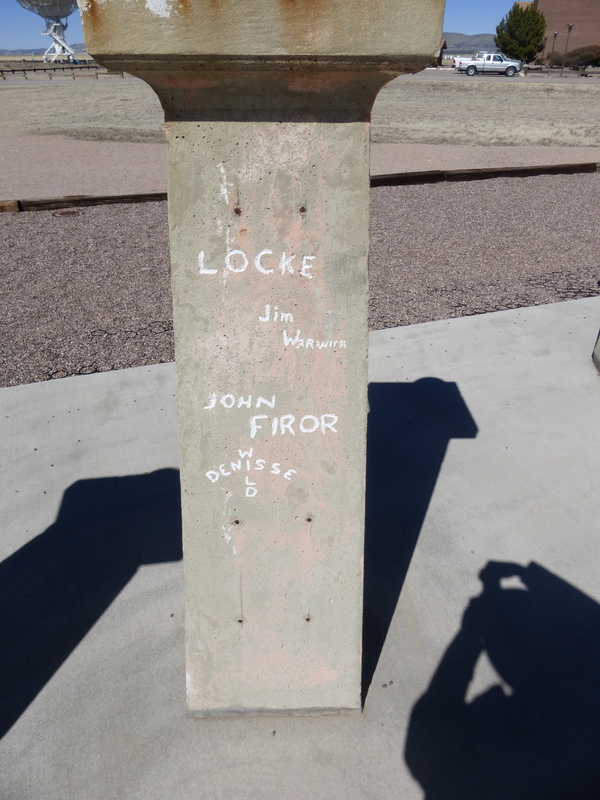 LOCKE
Jim
WARWICK
JOHN
FIROR
W
DENISSE
L
D